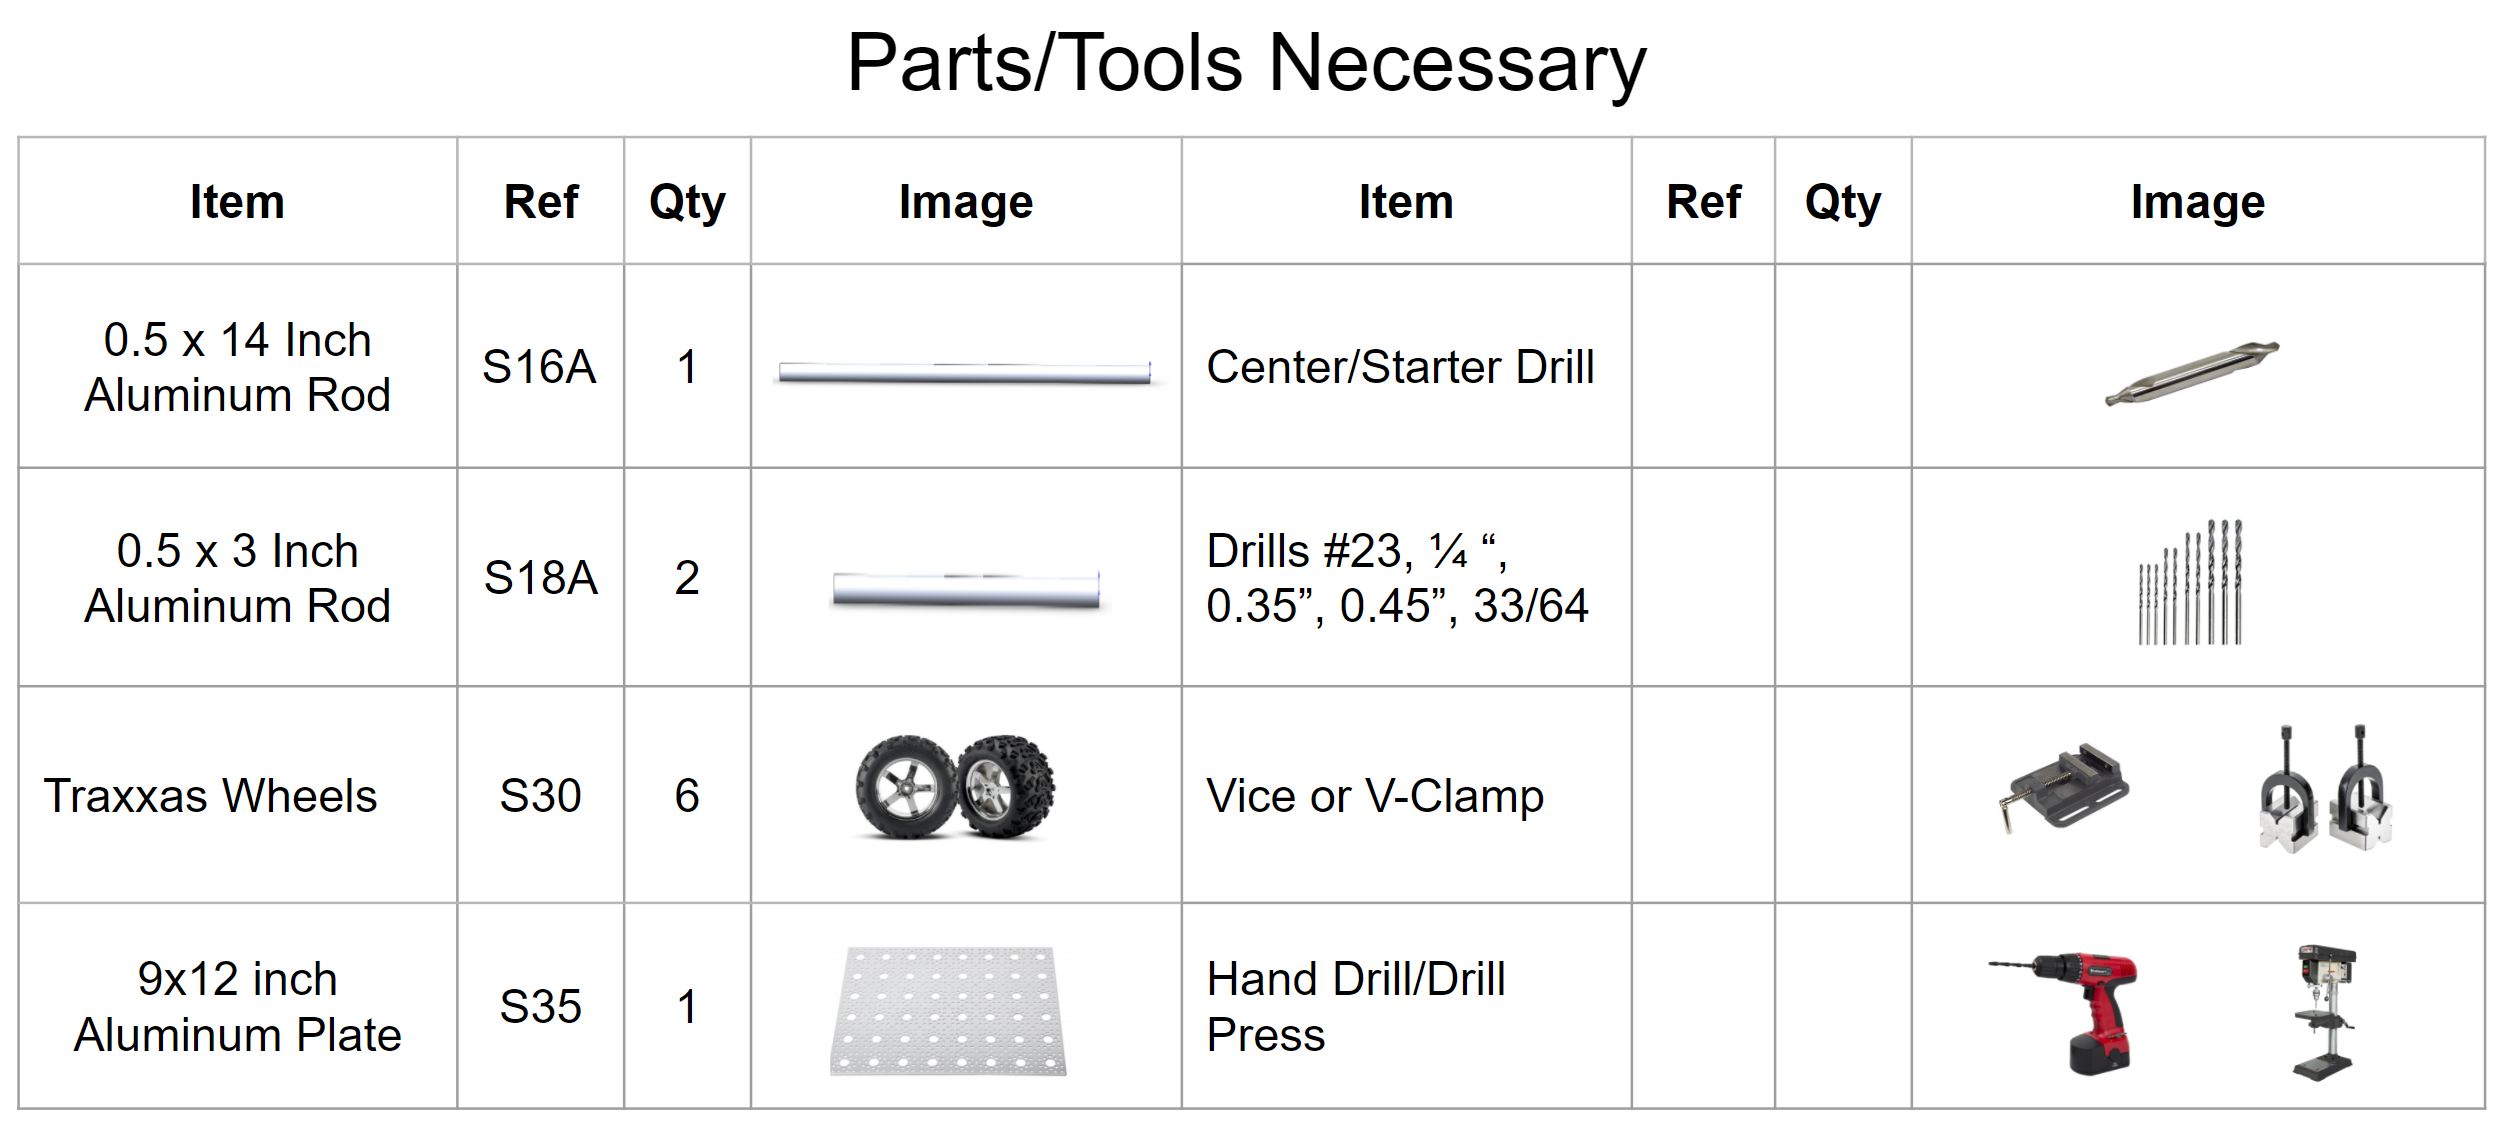 Parts/Tools Necessary
Item Ref Qty Image Item Ref Qty Image
0.5 x 14 Inch
Aluminum Rod
S16A
1
Center/Starter Drill
0.5 x 3 Inch
Aluminum Rod
S18A
2
Drills #23, ¼ “,
0.35”, 0.45”, 33/64
Traxxas Wheels
S30
6
Vice or V-Clamp
9x12 inch
Aluminum Plate
S35
1
Hand Drill/Drill
Press